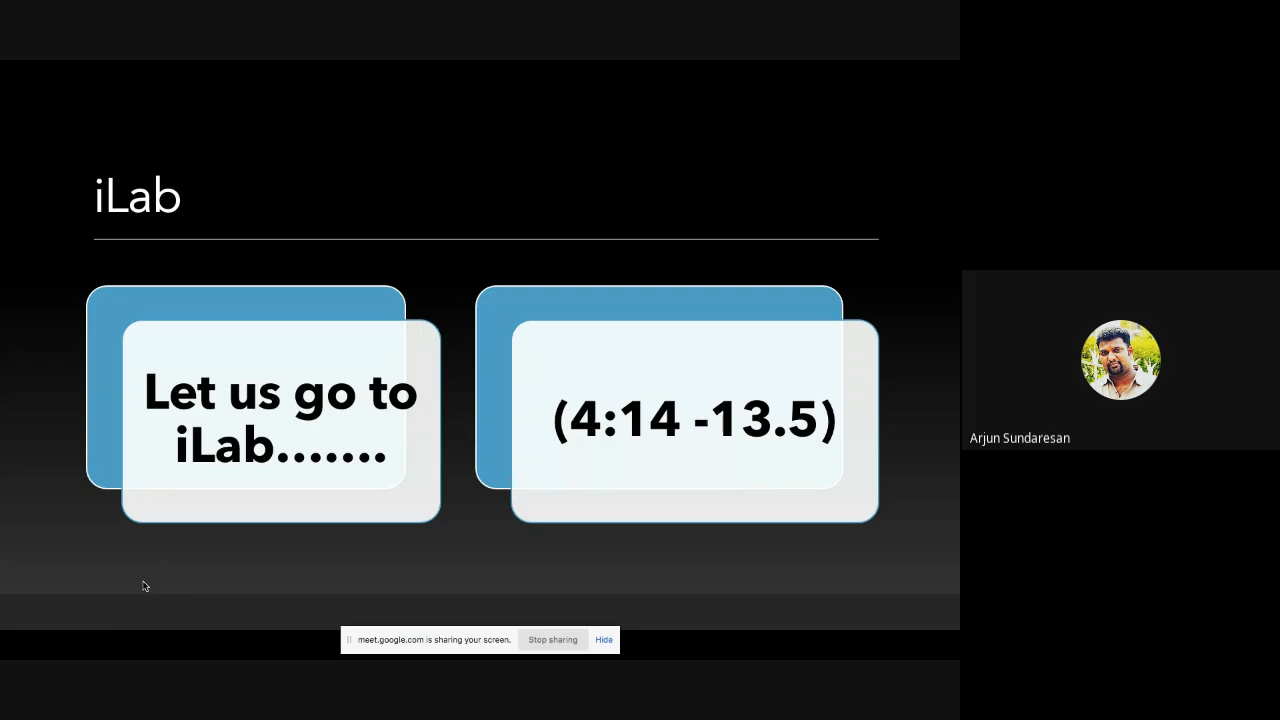 iLab
Let us go to
iLab.......
(4:14 -13.5)
Arjun Sundaresan
meet.google.com is sharing your screen.
Stop sharing
Hide